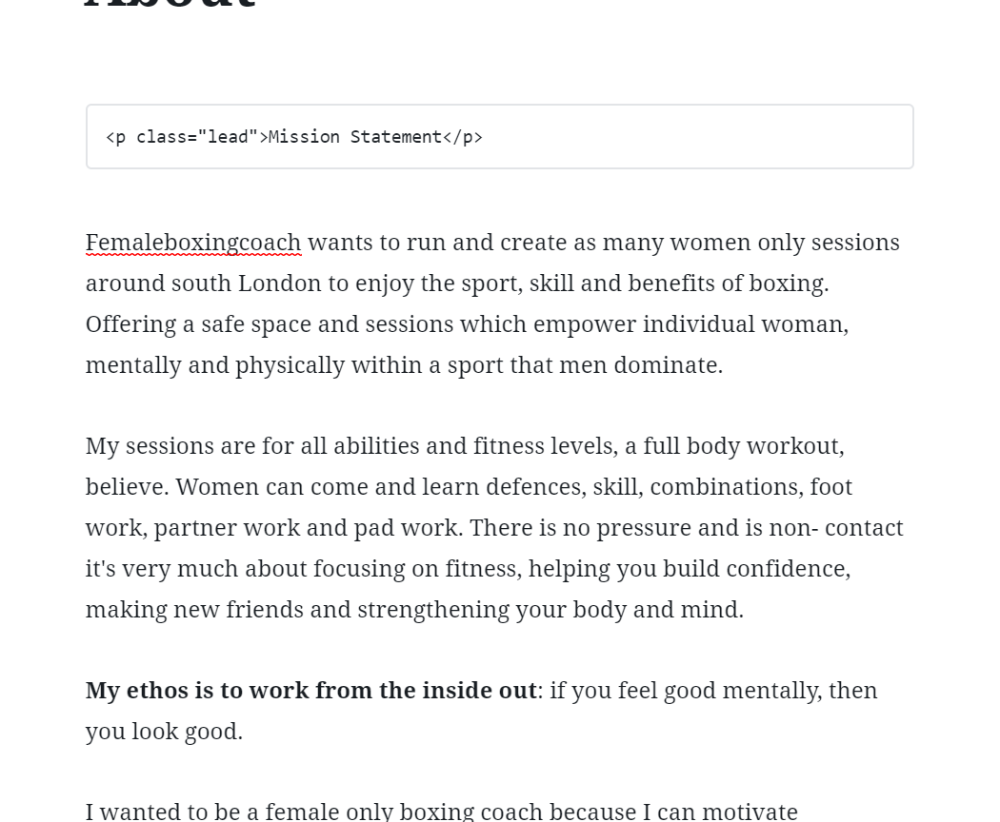 About
<p class="lead">Mission Statement</p>
Femaleboxingcoach wants to run and create as many women only sessions
around south London to enjoy the sport, skill and benefits of boxing.
Offering a safe space and sessions which empower individual woman,
mentally and physically within a sport that men dominate.
My sessions are for all abilities and fitness levels, a full body workout,
believe. Women can come and learn defences, skill, combinations, foot
work, partner work and pad work. There is no pressure and is non- contact
it's very much about focusing on fitness, helping you build confidence,
making new friends and strengthening your body and mind.
My ethos is to work from the inside out: if you feel good mentally, then
you look good.
I wanted to be a female only boxing coach because I can motivate